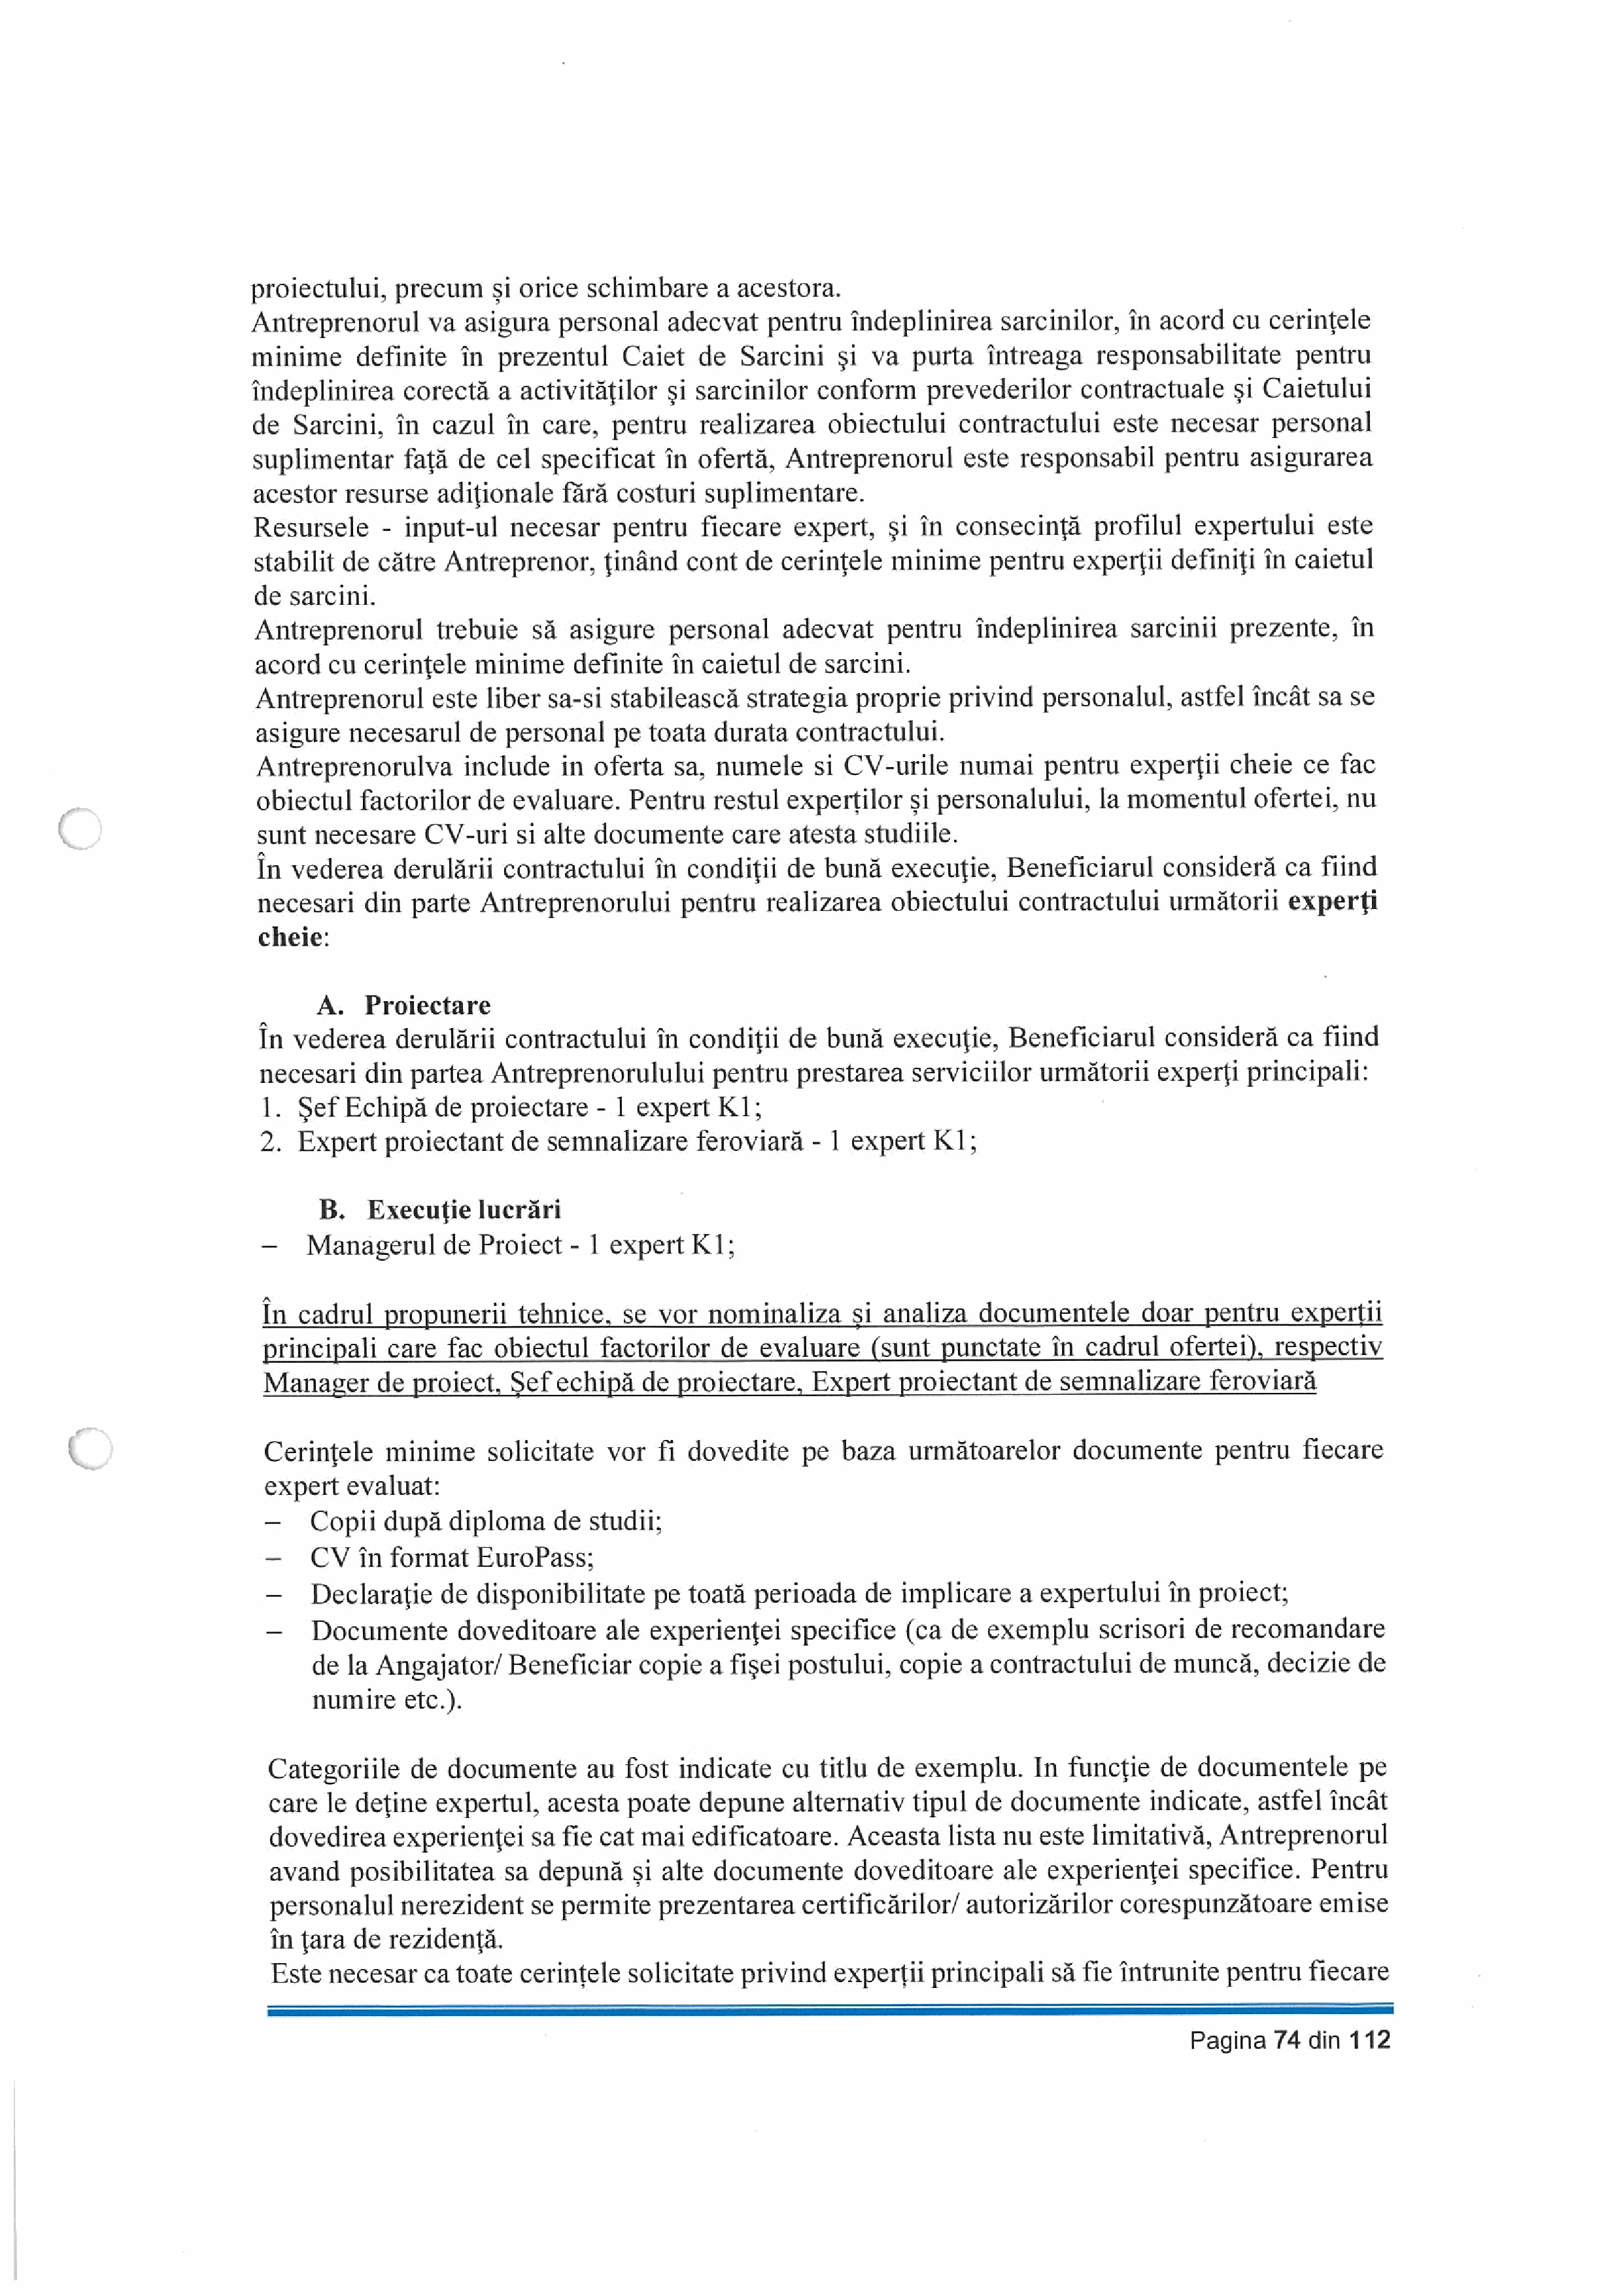 proiectului, precum și orice schimbare a acestora.
Antreprenorul va asigura personal adecvat pentru îndeplinirea sarcinilor, în acord cu cerințele
minime definite în prezentul Caiet de Sarcini şi va purta întreaga responsabilitate pentru
îndeplinirea corectă a activităţilor şi sarcinilor conform prevederilor contractuale şi Caietului
de Sarcini, în cazul în care, pentru realizarea obiectului contractului este necesar personal
suplimentar faţă de cel specificat în ofertă, Antreprenorul este responsabil pentru asigurarea
acestor resurse adiţionale fără costuri suplimentare.
Resursele - input-ul necesar pentru fiecare expert, şi în consecinţă profilul expertului este
stabilit de către Antreprenor, ţinând cont de cerinţele minime pentru experţii definiţi în caietul
de sarcini.
Antreprenorul trebuie să asigure personal adecvat pentru îndeplinirea sarcinii prezente, în
acord cu cerinţele minime definite în caietul de sarcini.
Antreprenorul este liber sa-si stabilească strategia proprie privind personalul, astfel încât sa se
asigure necesarul de personal pe toata durata contractului.
Antreprenorulva include in oferta sa, numele si CV-urile numai pentru experţii cheie ce fac
obiectul factorilor de evaluare. Pentru restul experților și personalului, la momentul ofertei, nu
sunt necesare CV-uri si alte documente care atesta studiile.
În vederea derulării contractului în condiţii de bună execuţie, Beneficiarul consideră ca fiind
necesari din parte Antreprenorului pentru realizarea obiectului contractului următorii experţi
cheie:
A. Proiectare
În vederea derulării contractului în condiţii de bună execuţie, Beneficiarul consideră ca fiind
necesari din partea Antreprenorulului pentru prestarea serviciilor următorii experţi principali:
1. Şef Echipă de proiectare - 1 expert K1;
2. Expert proiectant de semnalizare feroviară - 1 expert K1;
B. Execuţie lucrări
– Managerul de Proiect - 1 expert K1;
În cadrul propunerii tehnice, se vor nominaliza și analiza documentele doar pentru experții
principali care fac obiectul factorilor de evaluare (sunt punctate în cadrul ofertei), respectiv
Manager de proiect, Şef echipă de proiectare, Expert proiectant de semnalizare feroviară
Cerinţele minime solicitate vor fi dovedite pe baza următoarelor documente pentru fiecare
expert evaluat:
– Copii după diploma de studii;
– CV în format EuroPass;
– Declaraţie de disponibilitate pe toată perioada de implicare a expertului în proiect;
– Documente doveditoare ale experienţei specifice (ca de exemplu scrisori de recomandare
de la Angajator/ Beneficiar copie a fişei postului, copie a contractului de muncă, decizie de
numire etc.).
Categoriile de documente au fost indicate cu titlu de exemplu. In funcţie de documentele pe
care le deţine expertul, acesta poate depune alternativ tipul de documente indicate, astfel încât
dovedirea experienţei sa fie cat mai edificatoare. Aceasta lista nu este limitativă, Antreprenorul
avand posibilitatea sa depună și alte documente doveditoare ale experienţei specifice. Pentru
personalul nerezident se permite prezentarea certificărilor/ autorizărilor corespunzătoare emise
în ţara de rezidenţă.
Este necesar ca toate cerințele solicitate privind experții principali să fie întrunite pentru fiecare
Pagina 74 din 112